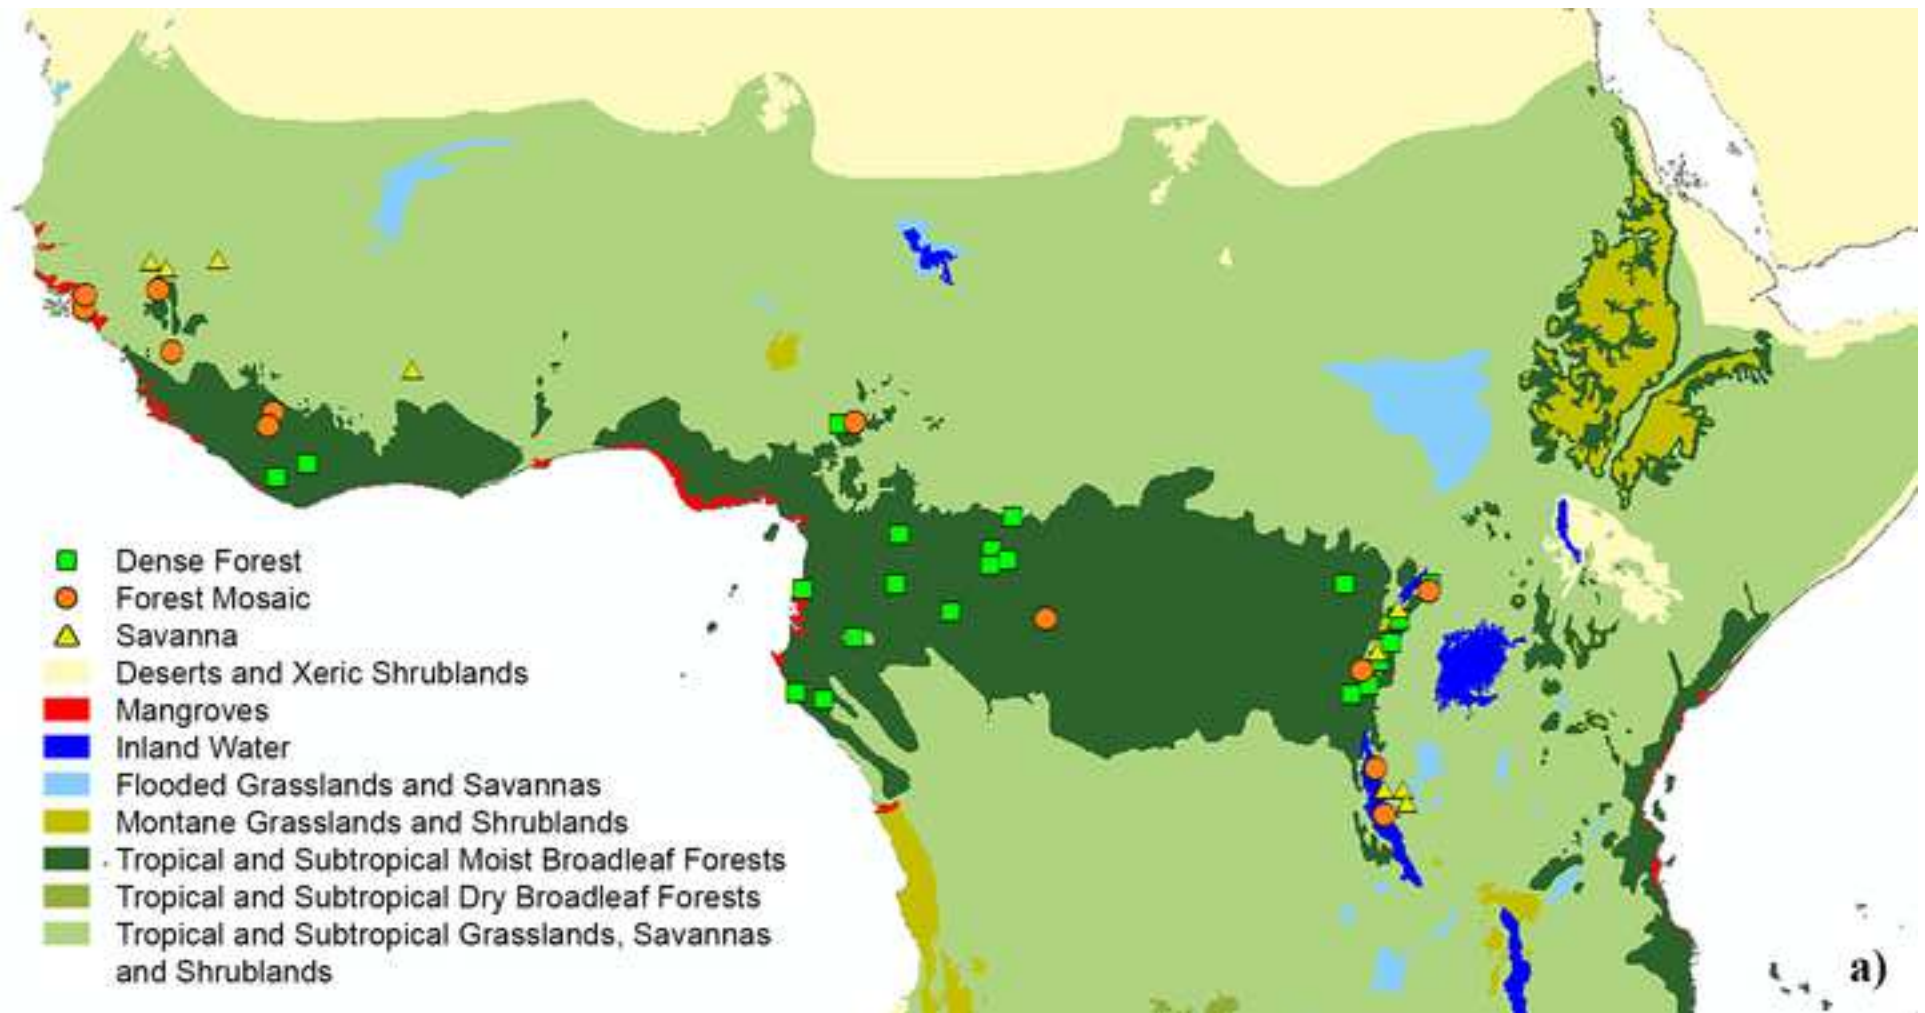 Dense Forest
Forest Mosaic
Savanna
Deserts and Xeric Shrublands
Mangroves
Inland Water
Flooded Grasslands and Savannas
Montane Grasslands and Shrublands
Tropical and Subtropical Moist Broadleaf Forests
Tropical and Subtropical Dry Broadleaf Forests
Tropical and Subtropical Grasslands, Savannas
and Shrublands
a)